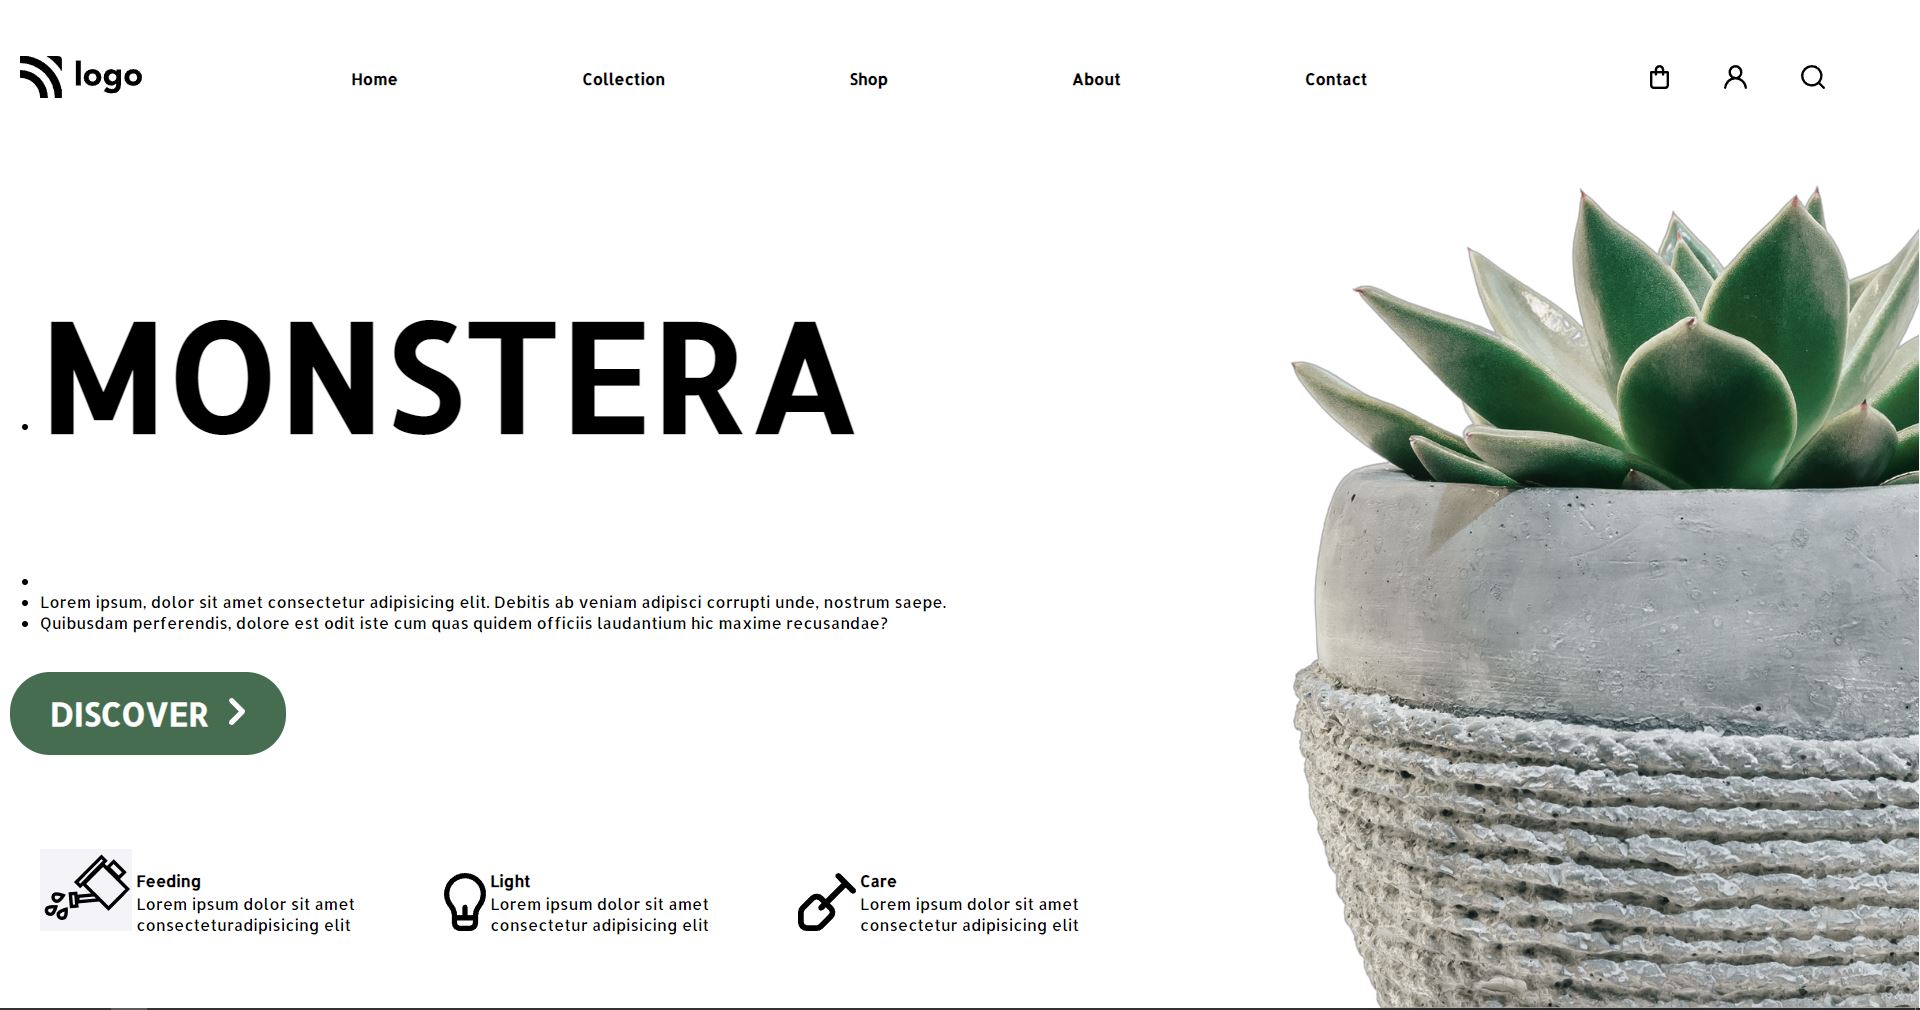 logo
Home
Collection
Shop
About
Contact
MONSTERA
Lorem ipsum, dolor sit amet consectetur adipisicing elit. Debitis ab veniam adipisci corrupti unde, nostrum saepe.
Quibusdam perferendis, dolore est odit iste cum quas quidem officiis laudantium hic maxime recusandae?
DISCOVER
Feeding
Lorem ipsum dolor sit amet
consecteturadipisicing elit
Light
Lorem ipsum dolor sit amet
consectetur adipisicing elit
Care
Lorem ipsum dolor sit amet
consectetur adipisicing elit